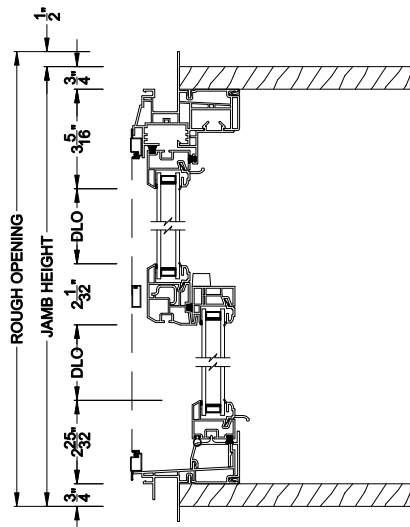 1/2"
3/4"
3 5/16"
DLO
2 1/32"
DLO
2 25/32"
3/4"
JAMB HEIGHT
ROUGH OPENING